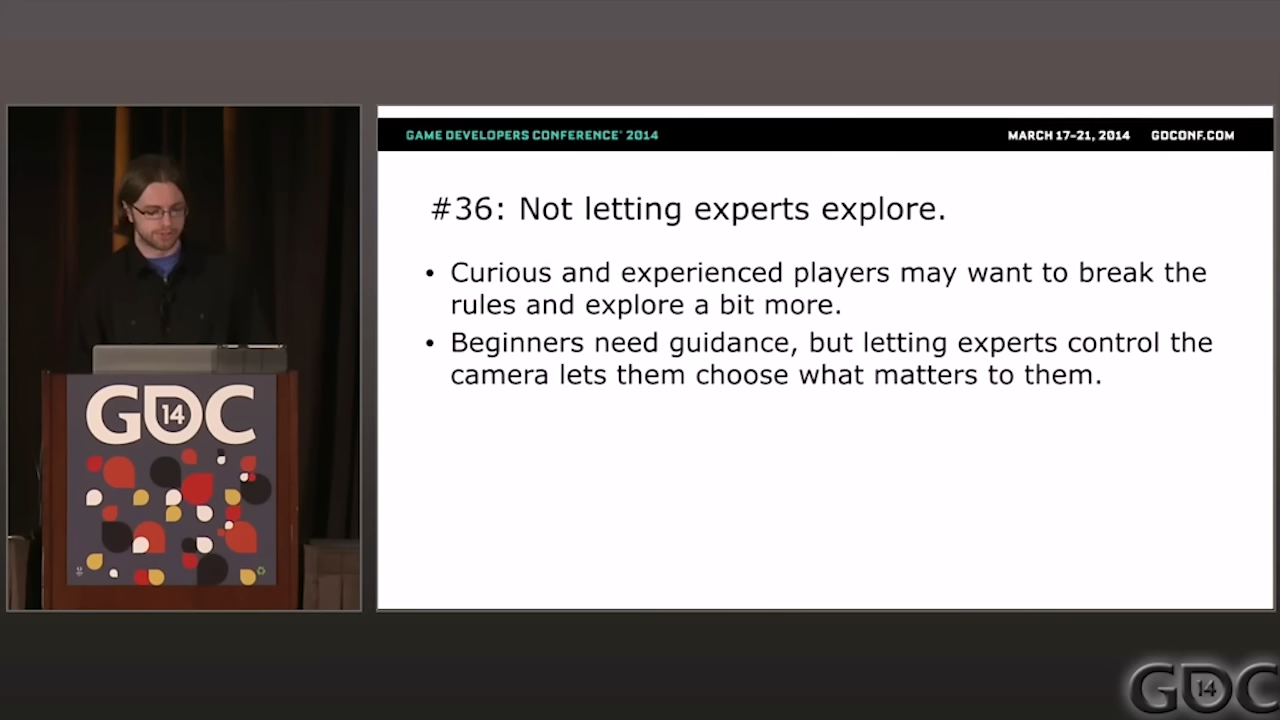 GAME DEVELOPERS CONFERENCE® 2014
MARCH 17–21, 2014 GDCONF.COM
#36: Not letting experts explore.
• Curious and experienced players may want to break the
rules and explore a bit more.
• Beginners need guidance, but letting experts control the
camera lets them choose what matters to them.
GDC
14
GDC
14